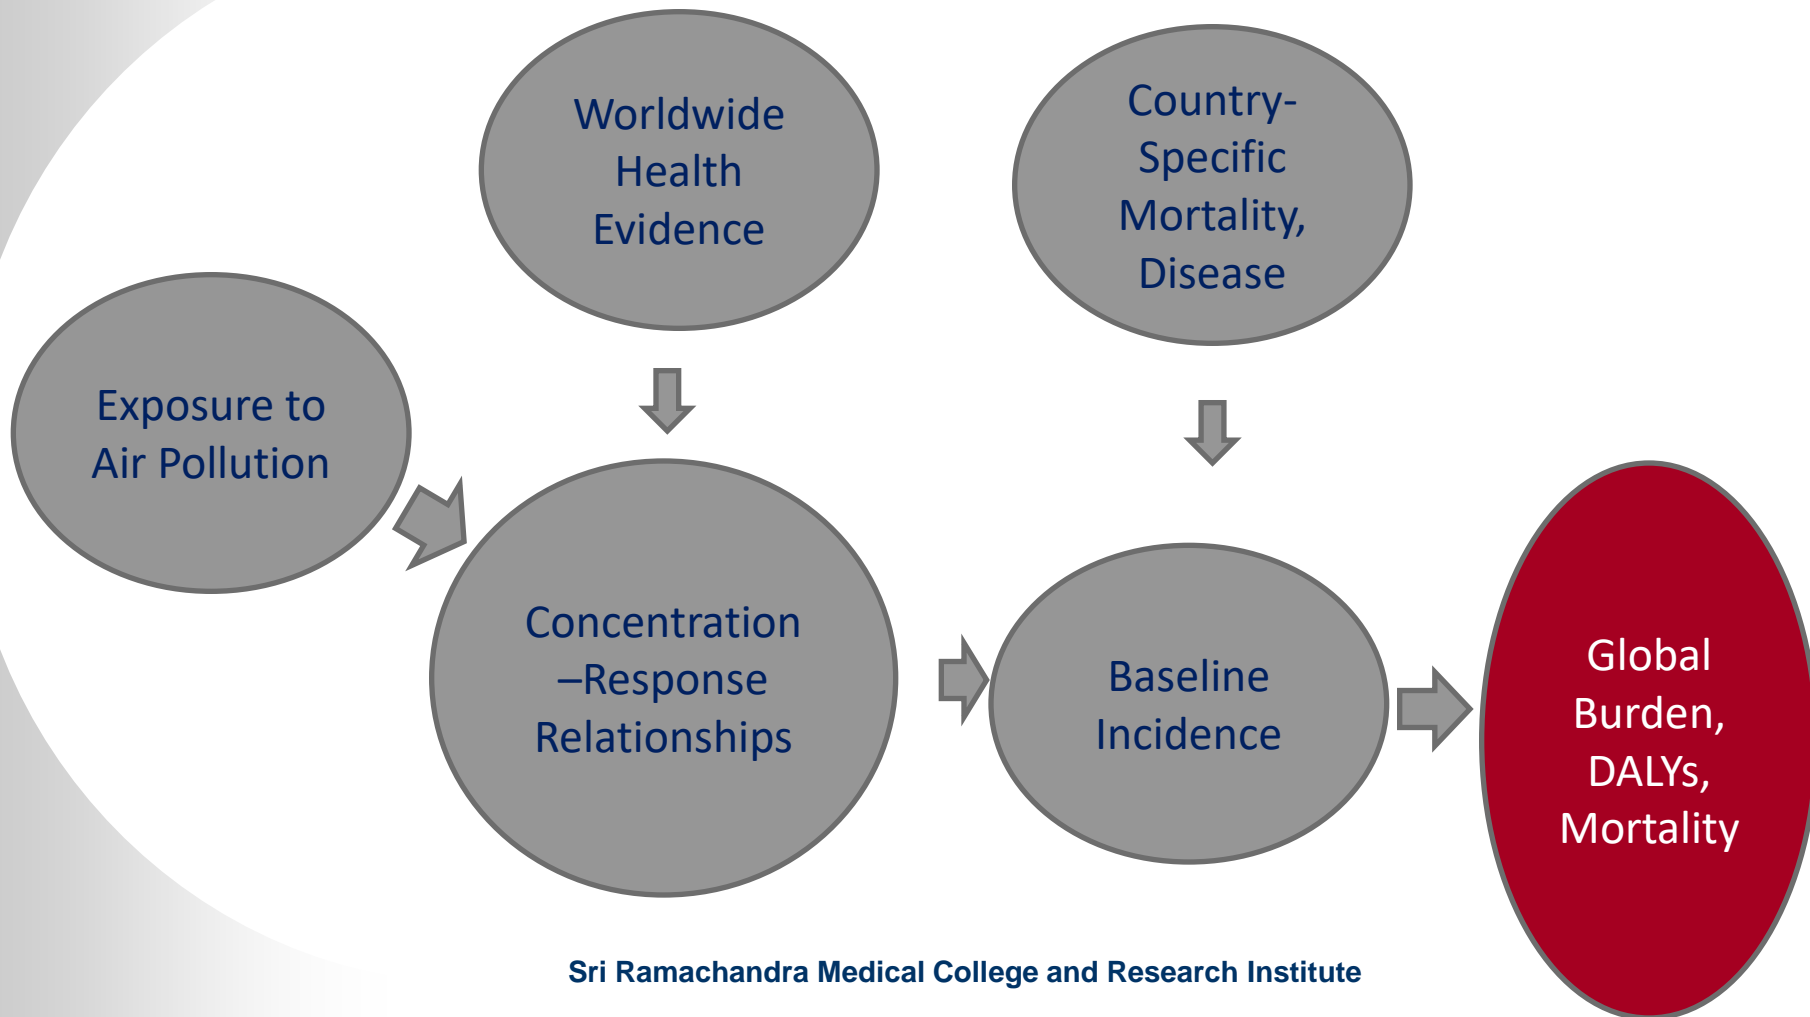 Worldwide
Health
Evidence
Country-
Specific
Mortality,
Disease
Exposure to
Air Pollution
Concentration
–Response
Relationships
Baseline
Incidence
Global
Burden,
DALYs,
Mortality
Sri Ramachandra Medical College and Research Institute